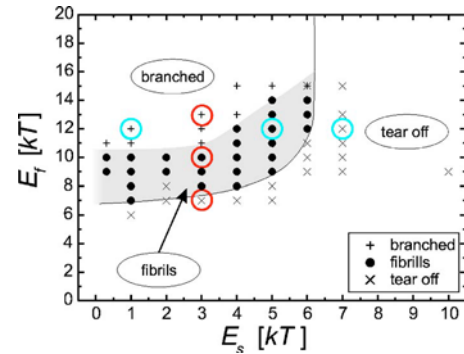 E_f [kT]
20
18
16
14
12
10
8
6
4
2
0
branched
tear off
fibrils
+ branched
● fibrills
× tear off
0 1 2 3 4 5 6 7 8 9 10
E_s [kT]